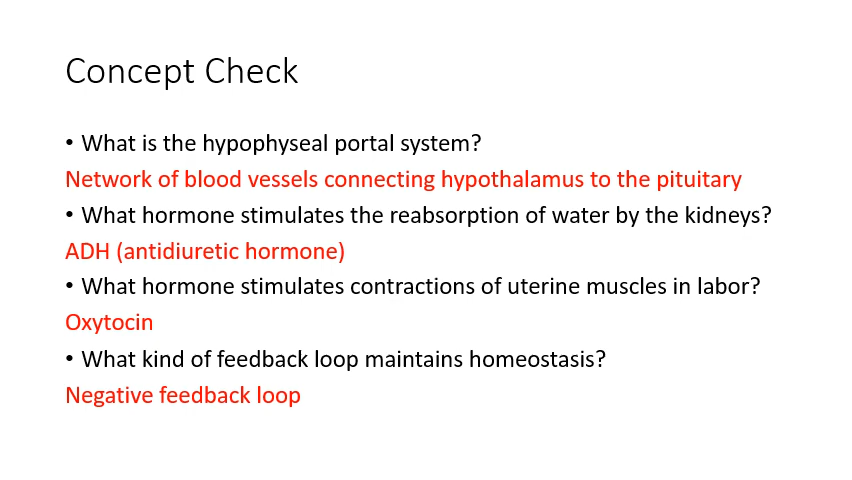 Concept Check
• What is the hypophyseal portal system?
Network of blood vessels connecting hypothalamus to the pituitary
• What hormone stimulates the reabsorption of water by the kidneys?
ADH (antidiuretic hormone)
• What hormone stimulates contractions of uterine muscles in labor?
Oxytocin
• What kind of feedback loop maintains homeostasis?
Negative feedback loop